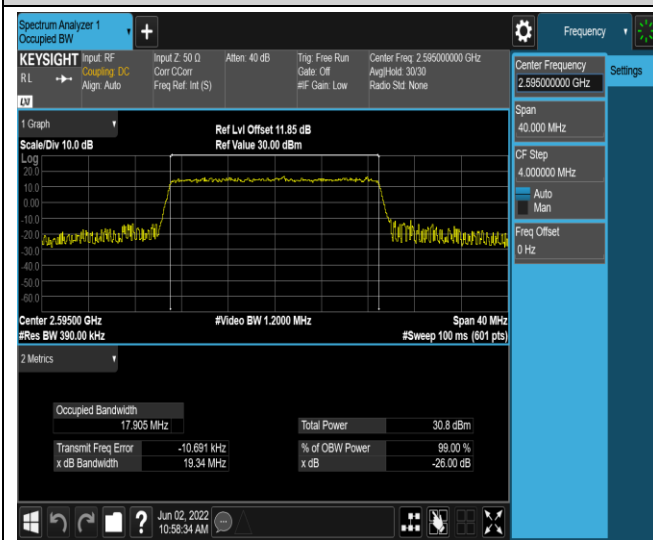 Spectrum Analyzer 1
Occupied BW
+
Frequency
KEYSIGHT
RL
LXI
Input: RF
Coupling: DC
Align: Auto
Input Z: 50 Ω
Corr CCorr
Freq Ref: Int (S)
Atten: 40 dB
Trig: Free Run
Gate: Off
#IF Gain: Low
Center Freq: 2.595000000 GHz
Avg|Hold: 30/30
Radio Std: None
Center Frequency
2.595000000 GHz
Settings
Span
40.000 MHz
CF Step
4.000000 MHz
Auto
Man
Freq Offset
0 Hz
1 Graph
Scale/Div 10.0 dB
Ref Lvl Offset 11.85 dB
Ref Value 30.00 dBm
Log
20.0
10.0
0.00
-10.0
-20.0
-30.0
-40.0
-50.0
-60.0
Center 2.59500 GHz
#Video BW 1.2000 MHz
Span 40 MHz
#Res BW 390.00 kHz
#Sweep 100 ms (601 pts)
2 Metrics
Occupied Bandwidth
17.905 MHz
Total Power 30.8 dBm
Transmit Freq Error -10.691 kHz
% of OBW Power 99.00 %
x dB Bandwidth 19.34 MHz
x dB -26.00 dB
?
Jun 02, 2022
10:58:34 AM